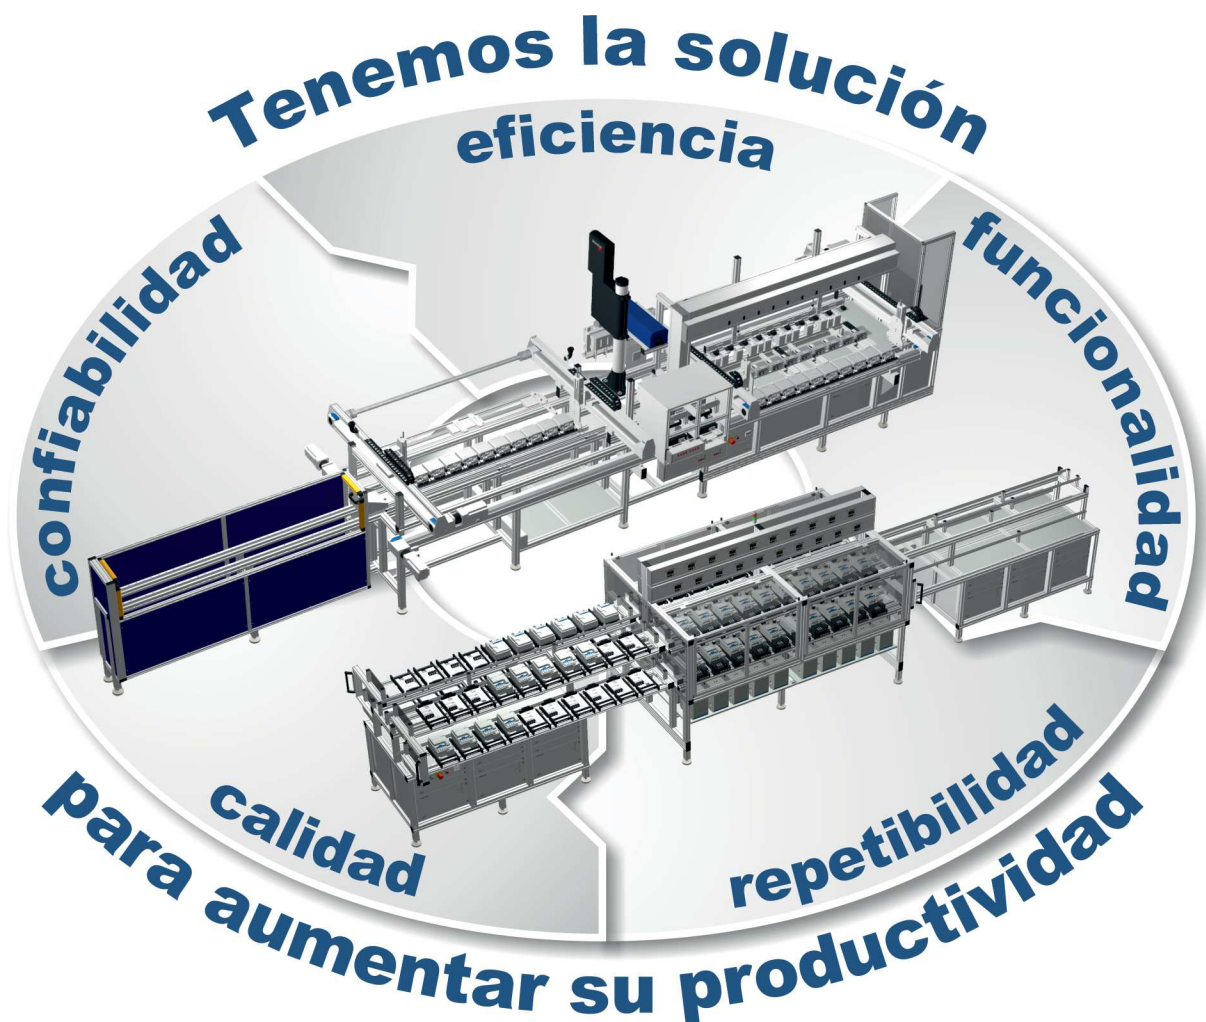 Tenemos la solución
eficiencia
confiabilidad
funcionalidad
calidad
repetibilidad
para aumentar su productividad